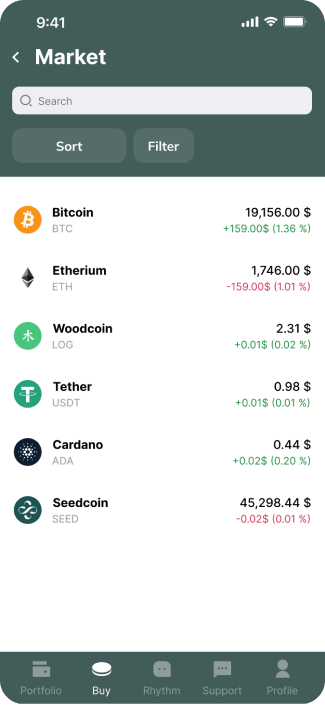 9:41
Market
Search
Sort Filter
Bitcoin 19,156.00 $
BTC +159.00$ (1.36 %)
Etherium 1,746.00 $
ETH -159.00$ (1.01 %)
木
Woodcoin 2.31 $
LOG +0.01$ (0.02 %)
Tether 0.98 $
USDT +0.01$ (0.01 %)
Cardano 0.44 $
ADA +0.02$ (0.20 %)
Seedcoin 45,298.44 $
SEED -0.02$ (0.01 %)
Portfolio Buy Rhythm Support Profile